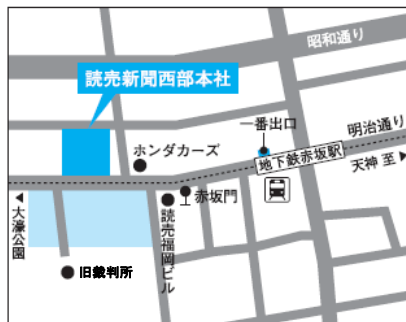 昭和通り
読売新聞西部本社
一番出口
明治通り
ホンダカーズ
地下鉄赤坂駅
天神 至▶
赤坂門
◀大濠公園
読売福岡ビル
旧裁判所